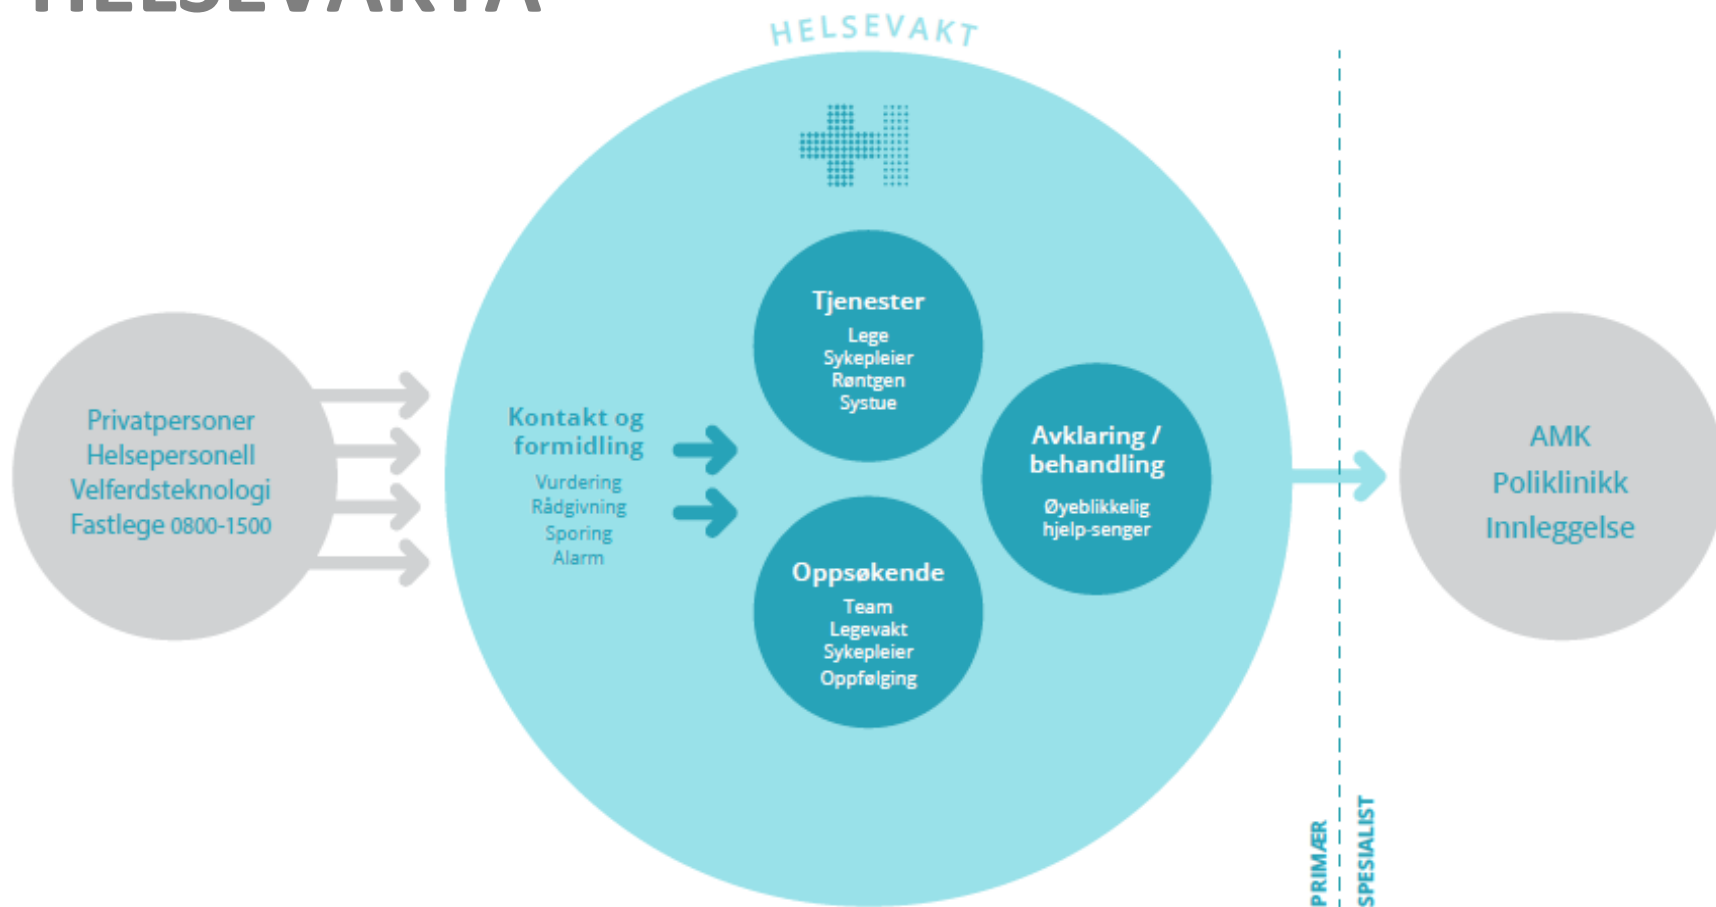 HELSEVAKTA
HELSEVAKT
Privatpersoner
Helsepersonell
Velferdsteknologi
Fastlege 0800-1500
Kontakt og
formidling
Vurdering
Rådgivning
Sporing
Alarm
Tjenester
Lege
Sykepleier
Røntgen
Systue
Oppsøkende
Team
Legevakt
Sykepleier
Oppfølging
Avklaring /
behandling
Øyeblikkelig
hjelp-senger
PRIMÆR
SPESIALIST
AMK
Poliklinikk
Innleggelse